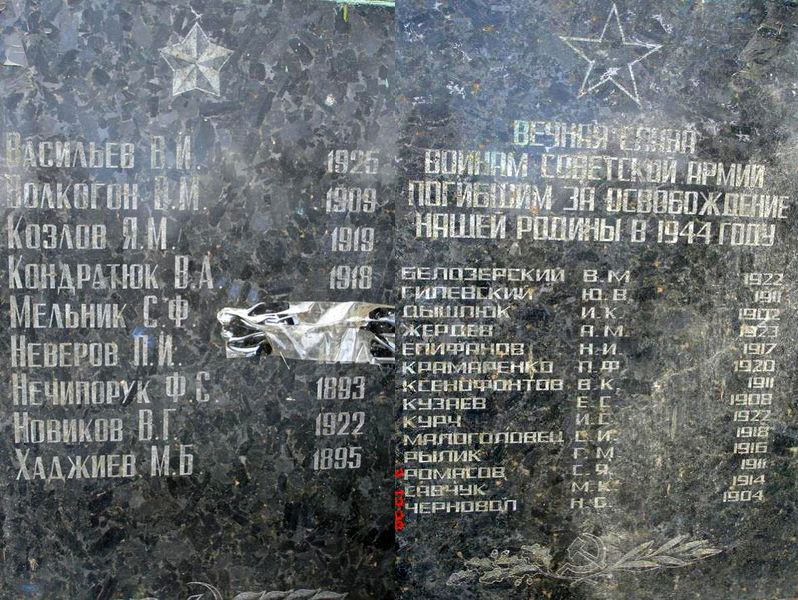 ВАСИЛЬЕВ В.И. 1925
ВОЛКОГОН В.М 1909
КОЗЛОВ Я.М. 1919
КОНДРАТЮК В.А. 1918
МЕЛЬНИК С.Ф.
НЕВЕРОВ П.И.
НЕЧИПОРУК Ф.С 1893
НОВИКОВ В.Г 1922
ХАДЖИЕВ М.Б 1895
ВЕЧНАЯ СЛАВА
ВОИНАМ СОВЕТСКОЙ АРМИИ
ПОГИБШИМ ЗА ОСВОБОЖДЕНИЕ
НАШЕЙ РОДИНЫ В 1944 ГОДУ
БЕЛОЗЕРСКИЙ В.М 1922
ГИЛЕВСКИЙ Ю.В 1911
ДЫШЛЮК И.К 1902
ЖЕРДЕВ А.М 1923
ЕПИФАНОВ Н.И 1917
КРАМАРЕНКО П.Ф 1920
КСЕНОФОНТОВ В.К 1911
КУЗАЕВ Е.С 1908
КУРЧ И.С 1922
МАЛОГОЛОВЕЦ С.И. 1918
РЫЛИК Г.М 1916
РОМАСОВ С.Я. 1911
САВЧУК М.К 1914
ЧЕРНОВОЛ Н.Б 1904